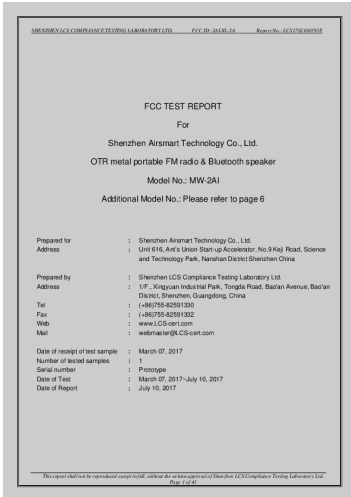 SHENZHEN LCS COMPLIANCE TESTING LABORATORY LTD. FCC ID: 2AUIL-2A Report No.: LCS170310059SE
FCC TEST REPORT
For
Shenzhen Airsmart Technology Co., Ltd.
OTR metal portable FM radio & Bluetooth speaker
Model No.: MW-2AI
Additional Model No.: Please refer to page 6
Prepared for : Shenzhen Airsmart Technology Co., Ltd.
Address : Unit 616, Ant's Union Start-up Accelerator, No.9 Keji Road, Science
and Technology Park, Nanshan District Shenzhen China
Prepared by : Shenzhen LCS Compliance Testing Laboratory Ltd.
Address : 1/F., Xingyuan Industrial Park, Tongda Road, Bao'an Avenue, Bao'an
District, Shenzhen, Guangdong, China
Tel : (+86)755-82591330
Fax : (+86)755-82591332
Web : www.LCS-cert.com
Mail : webmaster@LCS-cert.com
Date of receipt of test sample : March 07, 2017
Number of tested samples : 1
Serial number : Prototype
Date of Test : March 07, 2017~July 10, 2017
Date of Report : July 10, 2017
This report shall not be reproduced except in full, without the written approval of Shenzhen LCS Compliance Testing Laboratory Ltd.
Page 1 of 41